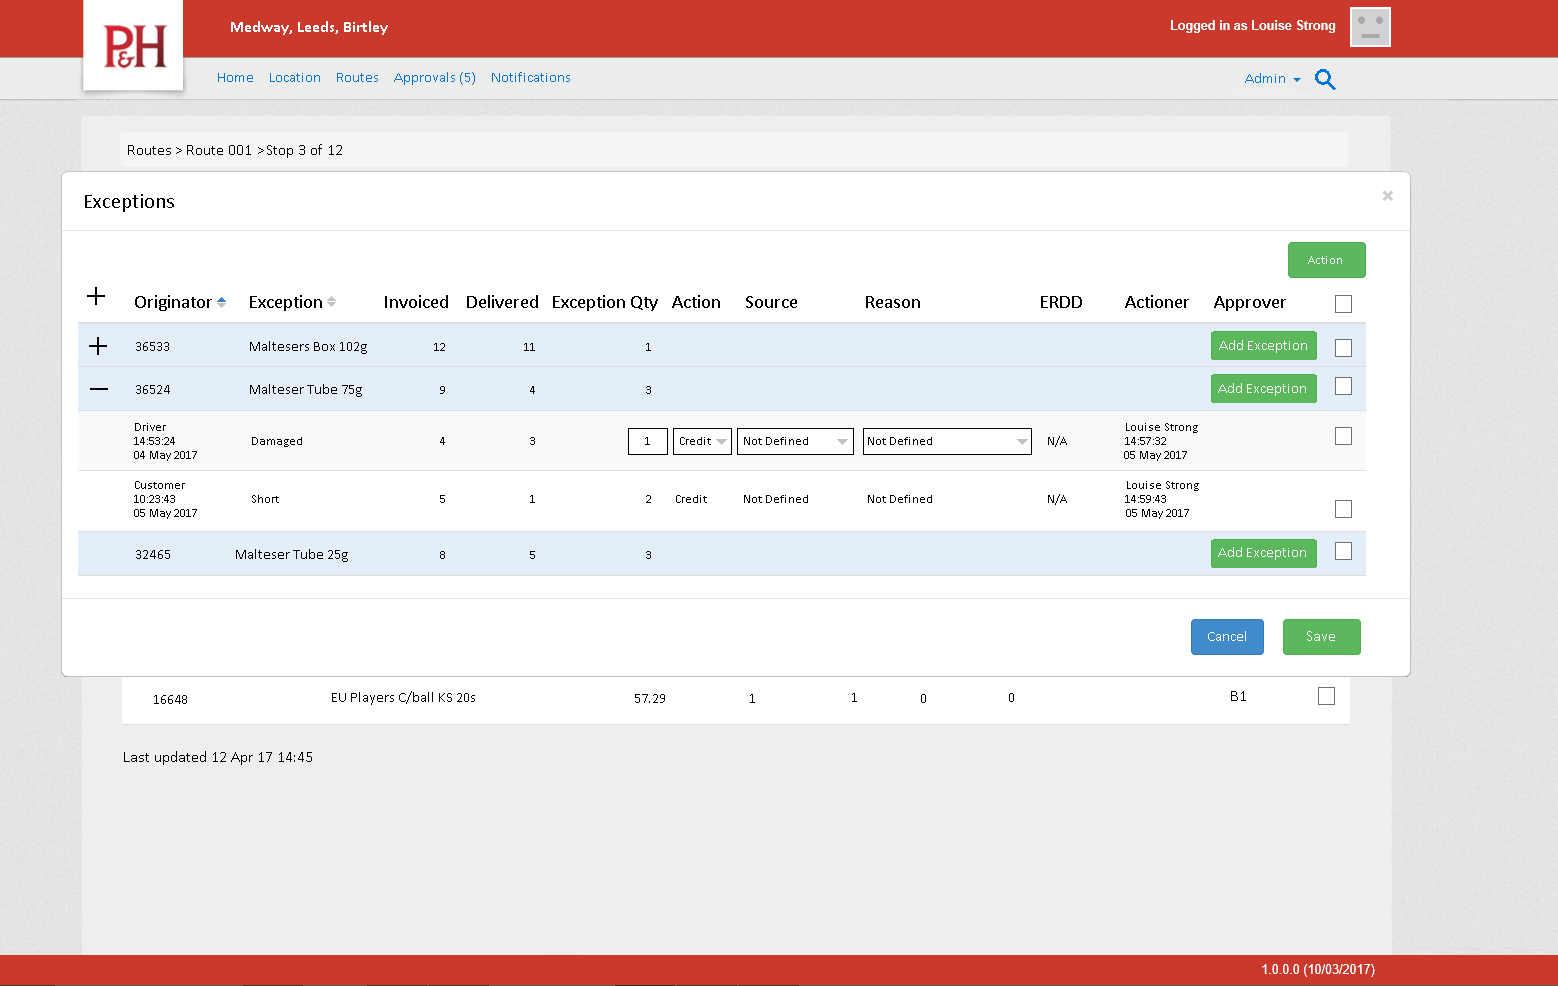 P&H
Medway, Leeds, Birtley
Logged in as Louise Strong
Home Location Routes Approvals (5) Notifications
Admin
Routes > Route 001 >Stop 3 of 12
Exceptions
×
Action
Originator Exception Invoiced Delivered Exception Qty Action Source Reason ERDD Actioner Approver
36533 Maltesers Box 102g 12 11 1 Add Exception
36524 Malteser Tube 75g 9 4 3 Add Exception
Driver
14:53:24
04 May 2017
Damaged 4 3 1 Credit Not Defined Not Defined N/A
Louise Strong
14:57:32
05 May 2017
Customer
10:23:43
05 May 2017
Short 5 1 2 Credit Not Defined Not Defined N/A
Louise Strong
14:59:43
05 May 2017
32465 Malteser Tube 25g 8 5 3 Add Exception
Cancel Save
16648 EU Players C/ball KS 20s 57.29 1 1 0 0 B1
Last updated 12 Apr 17 14:45
1.0.0.0 (10/03/2017)